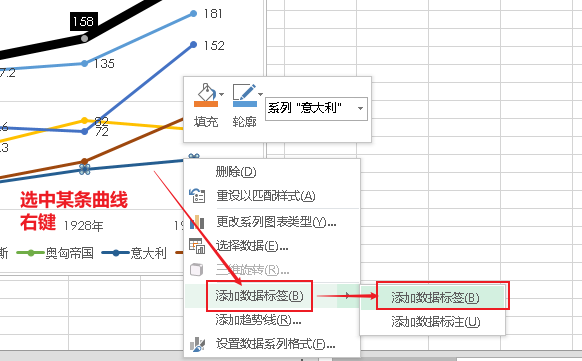 158
181
152
135
7.2
82
72
.6
.3
填充
轮廓
系列 "意大利"
选中某条曲线
右键
1928年
1
斯
奥匈帝国
意大利
删除(D)
重设以匹配样式(A)
更改系列图表类型(Y)...
选择数据(E)...
三维旋转(R)...
添加数据标签(B)
添加趋势线(R)...
设置数据系列格式(F)...
添加数据标签(B)
添加数据标注(U)